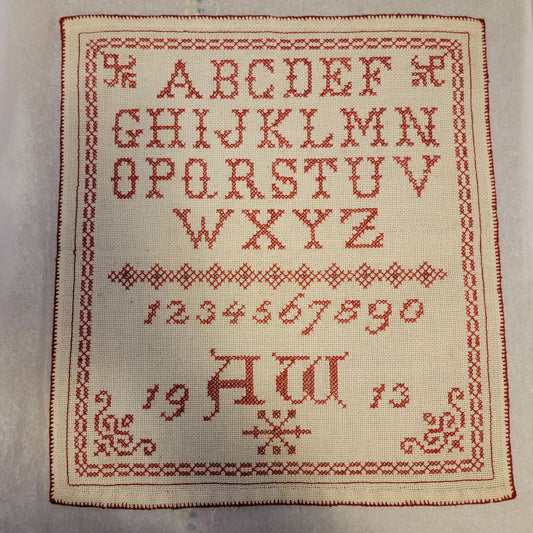 ABCDEF
GHIJKLMN
OPQRSTUV
WXYZ
1234567890
19 AW 13